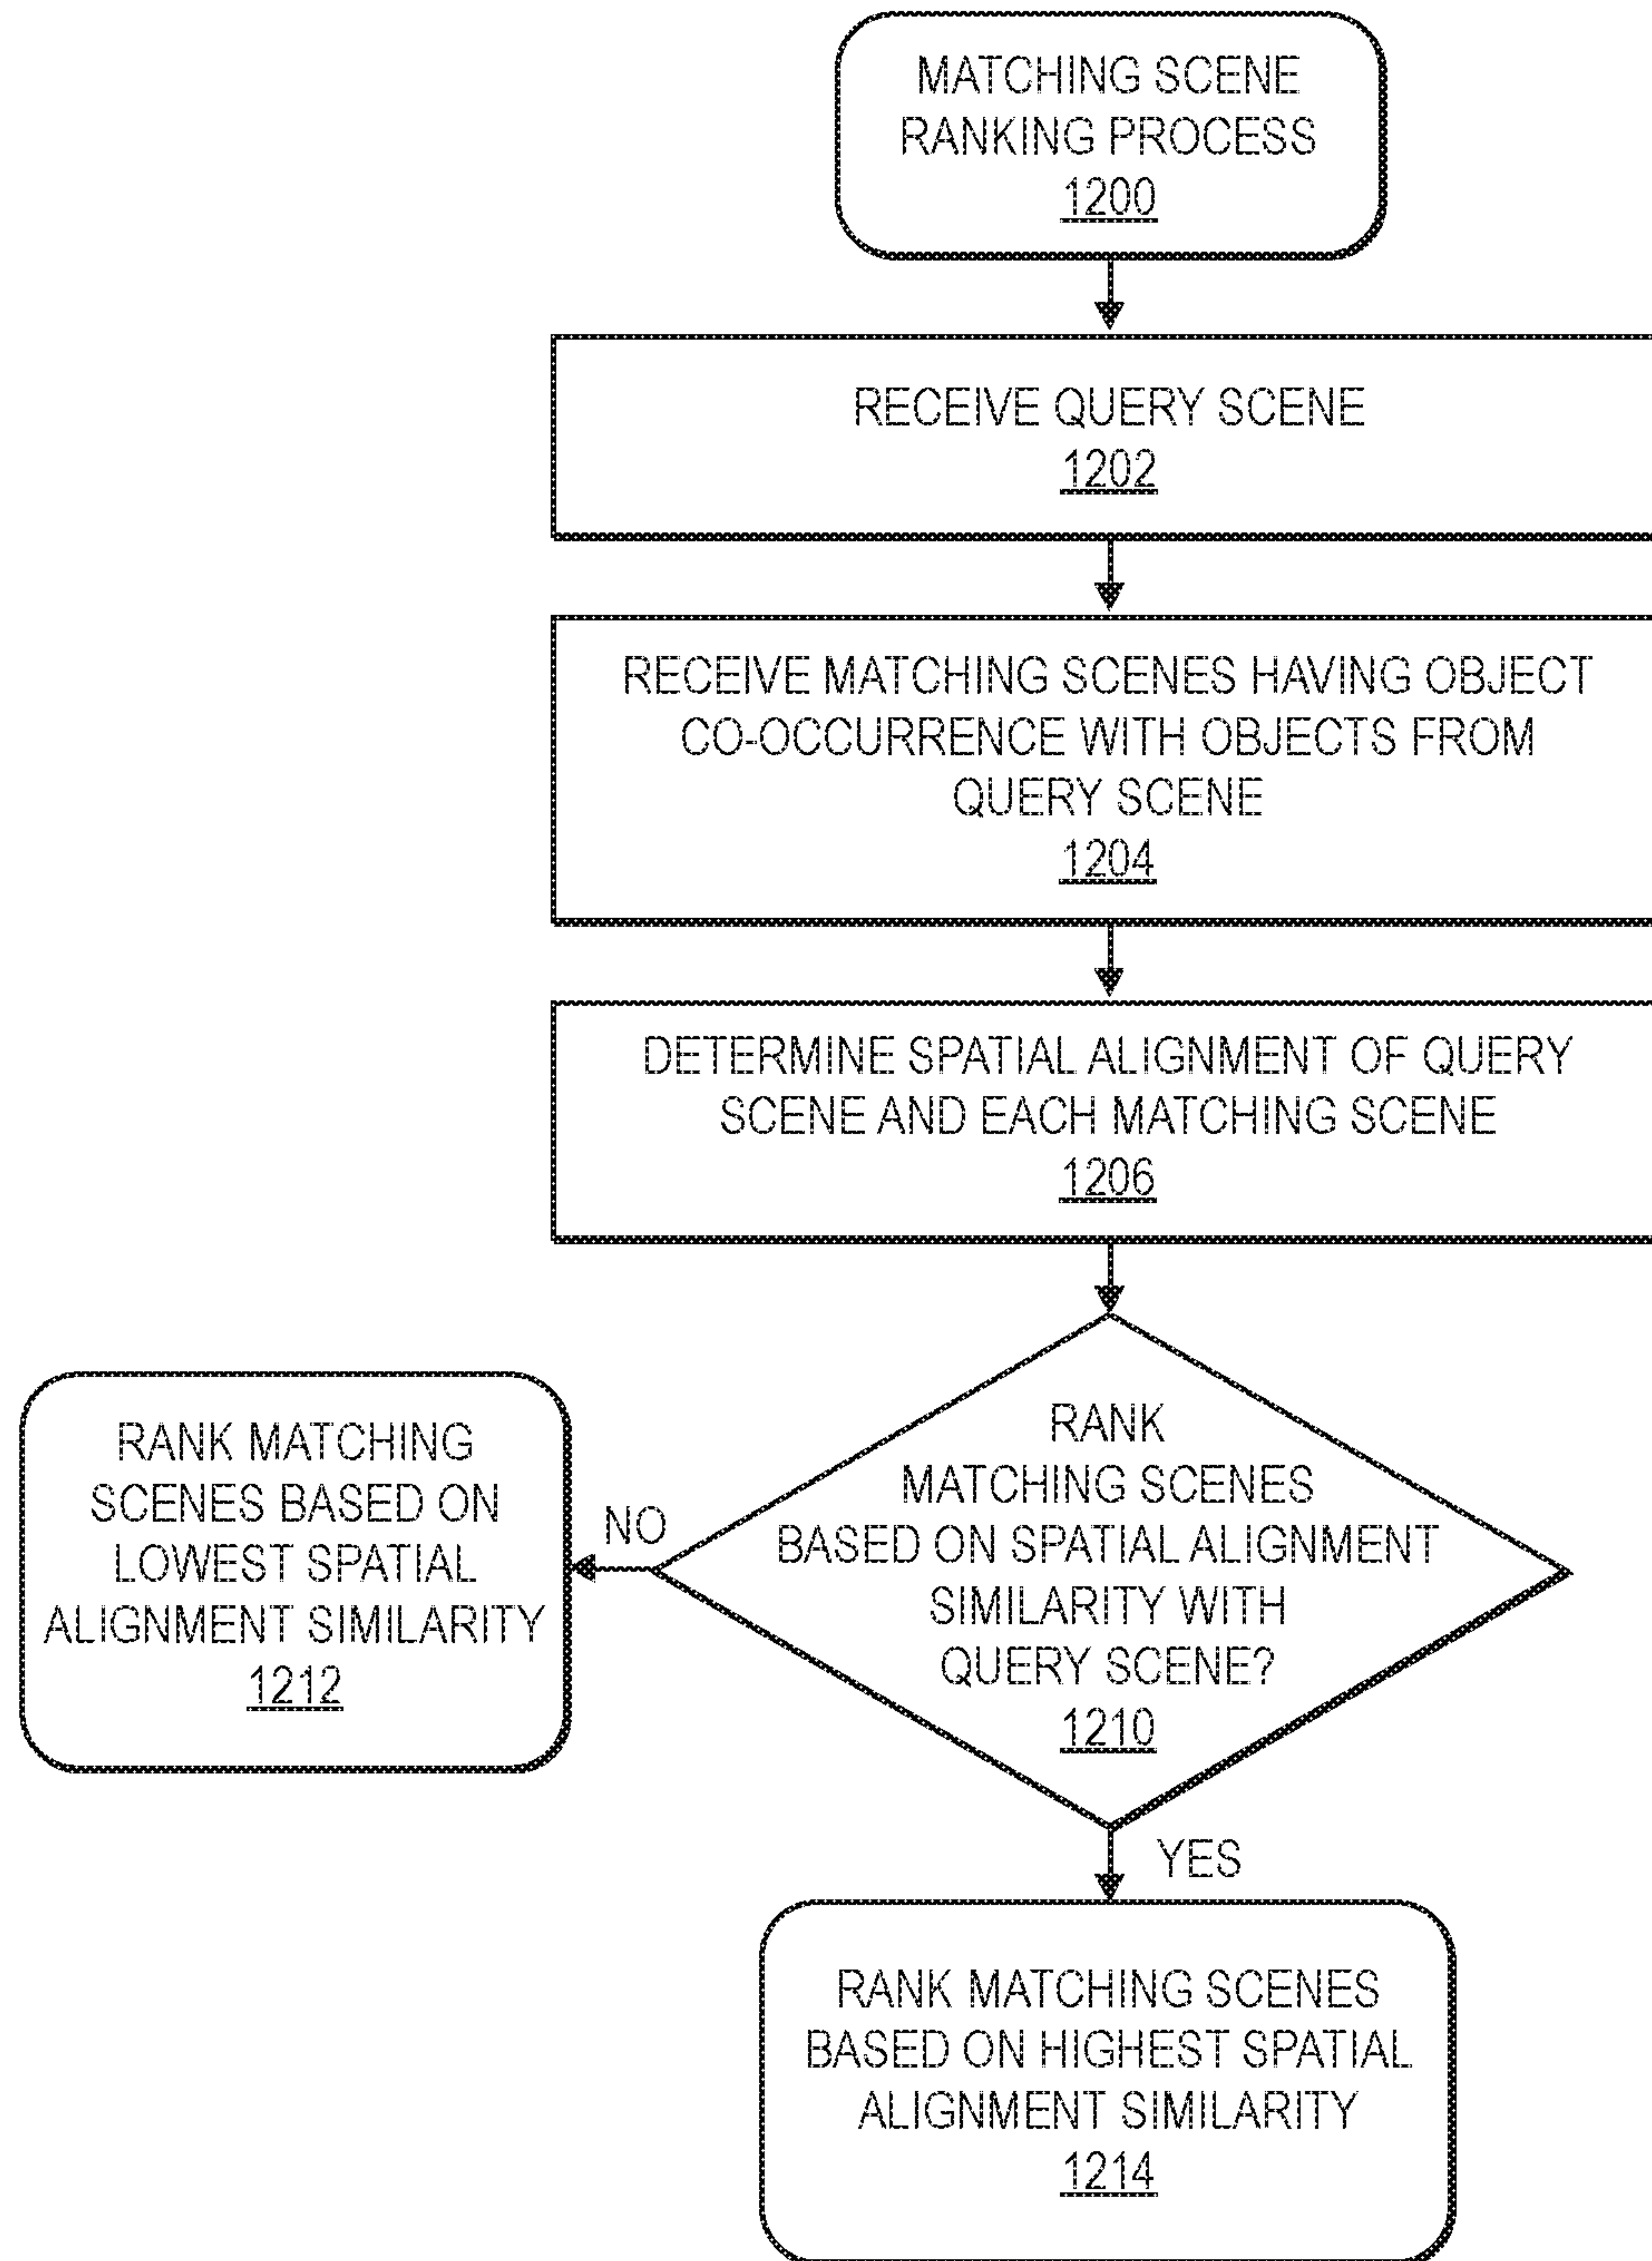 MATCHING SCENE
RANKING PROCESS
1200
RECEIVE QUERY SCENE
1202
RECEIVE MATCHING SCENES HAVING OBJECT
CO-OCCURRENCE WITH OBJECTS FROM
QUERY SCENE
1204
DETERMINE SPATIAL ALIGNMENT OF QUERY
SCENE AND EACH MATCHING SCENE
1206
RANK
MATCHING SCENES
BASED ON SPATIAL ALIGNMENT
SIMILARITY WITH
QUERY SCENE?
1210
NO
RANK MATCHING
SCENES BASED ON
LOWEST SPATIAL
ALIGNMENT SIMILARITY
1212
YES
RANK MATCHING SCENES
BASED ON HIGHEST SPATIAL
ALIGNMENT SIMILARITY
1214